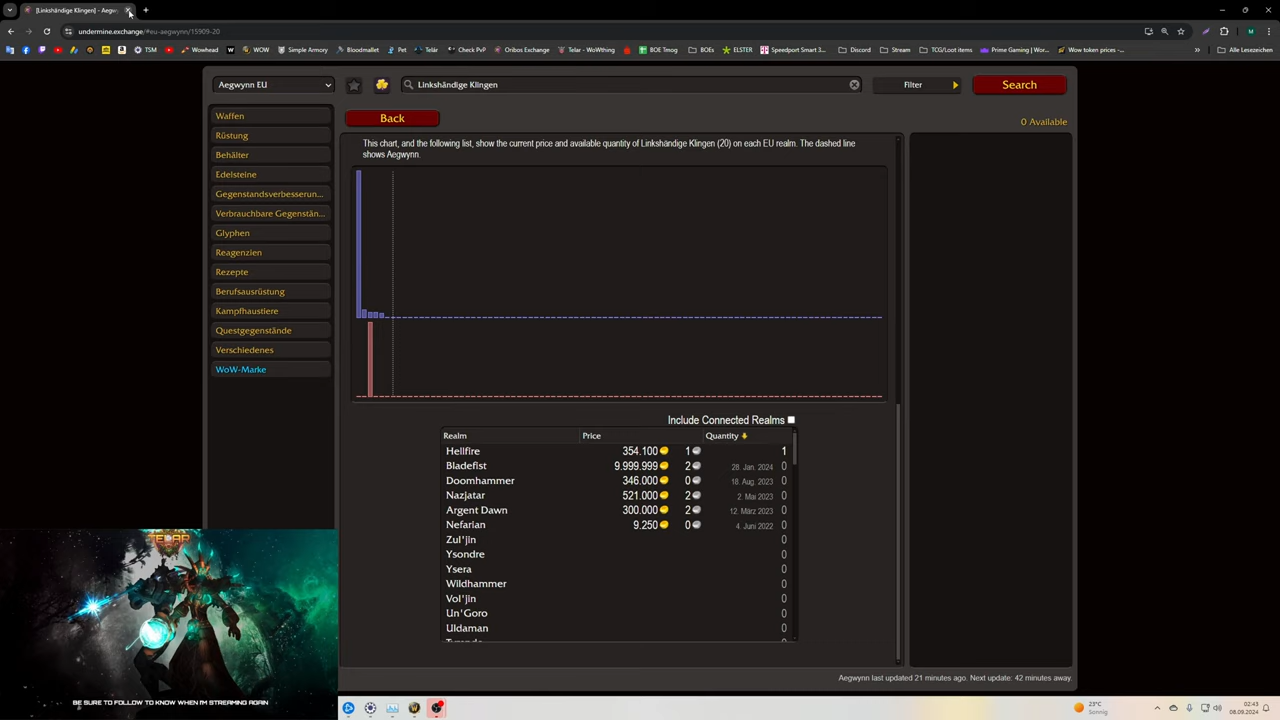 [Linkshändige Klingen] - Aegw
undermine.exchange/#eu-aegwynn/15909-20
TSM
Wowhead
WOW
Simple Armory
Bloodmallet
Pet
Telar
Check PvP
Oribos Exchange
Telar - WoWthing
BOE Tmog
BOEs
ELSTER
Speedport Smart 3...
Discord
Stream
TCG/Loot items
Prime Gaming | Wor...
Wow token prices -...
Alle Lesezeichen
Aegwynn EU
Linkshändige Klingen
Filter
Search
Back
0 Available
Waffen
Rüstung
Behälter
Edelsteine
Gegenstandsverbesserun...
Verbrauchbare Gegenstän...
Glyphen
Reagenzien
Rezepte
Berufsausrüstung
Kampfhaustiere
Questgegenstände
Verschiedenes
WoW-Marke
This chart, and the following list, show the current price and available quantity of Linkshändige Klingen (20) on each EU realm. The dashed line
shows Aegwynn.
Include Connected Realms
Realm Price Quantity
Hellfire 354.100 1 1
Bladefist 9.999.999 2 28. Jan. 2024 0
Doomhammer 346.000 0 18. Aug. 2023 0
Nazjatar 521.000 2 2. Mai 2023 0
Argent Dawn 300.000 2 12. März 2023 0
Nefarian 9.250 0 4. Juni 2022 0
Zul'jin 0
Ysondre 0
Ysera 0
Wildhammer 0
Vol'jin 0
Un'Goro 0
Uldaman 0
Aegwynn last updated 21 minutes ago. Next update: 42 minutes away.
TELAR
BE SURE TO FOLLOW TO KNOW WHEN I'M STREAMING AGAIN
23°C
Sonnig
02:43
08.09.2024